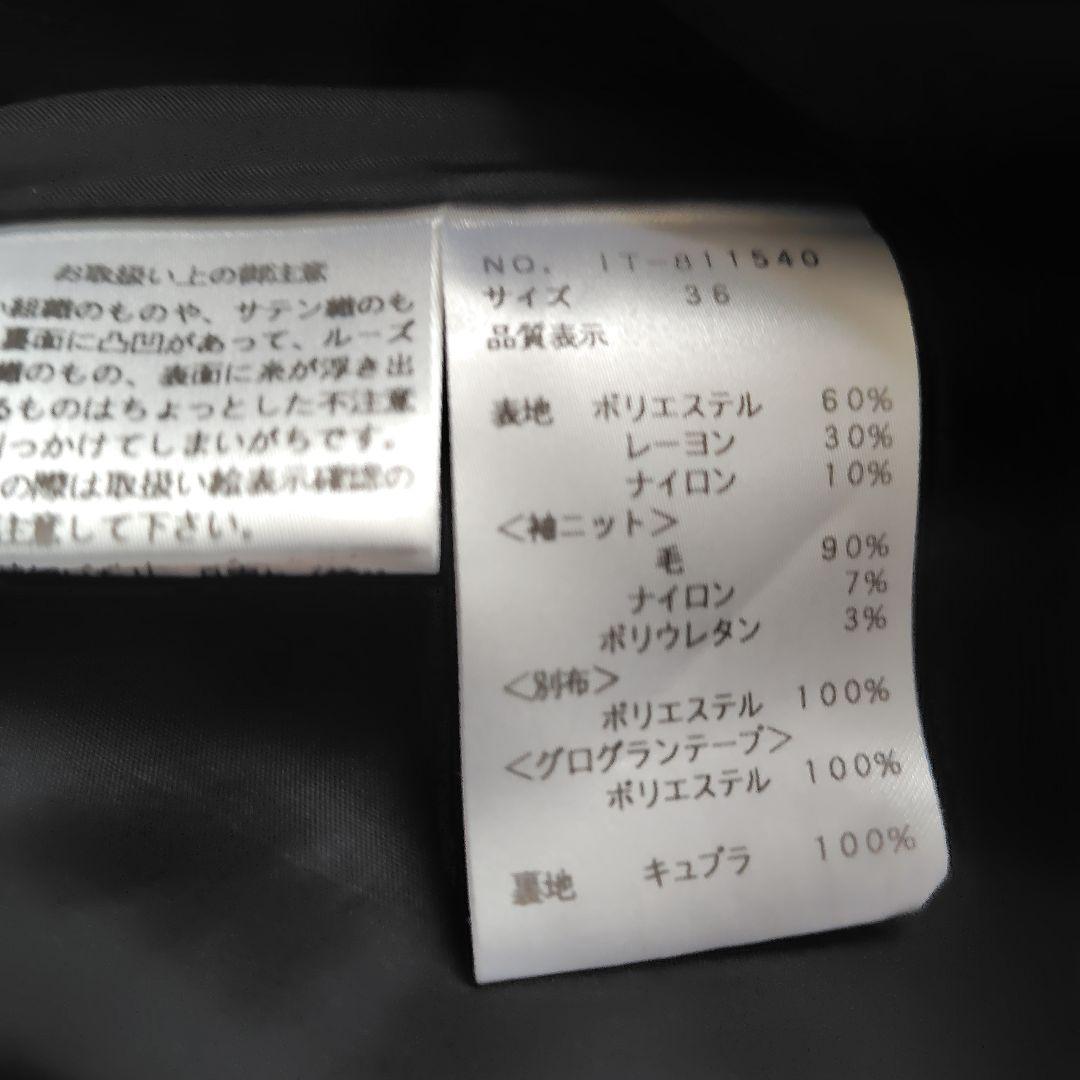 お取扱い上の御注意
い組織のものや、サテン織のも
裏面に凸凹があって、ルーズ
織のもの、表面に糸が浮き出
るものはちょっとした不注意
っかけてしまいがちです。
の際は取扱い絵表示確認の
注意して下さい。
NO. IT-811540
サイズ 36
品質表示
表地 ポリエステル 60%
レーヨン 30%
ナイロン 10%
<袖ニット>
毛 90%
ナイロン 7%
ポリウレタン 3%
<別布>
ポリエステル 100%
<グログランテープ>
ポリエステル 100%
裏地 キュプラ 100%